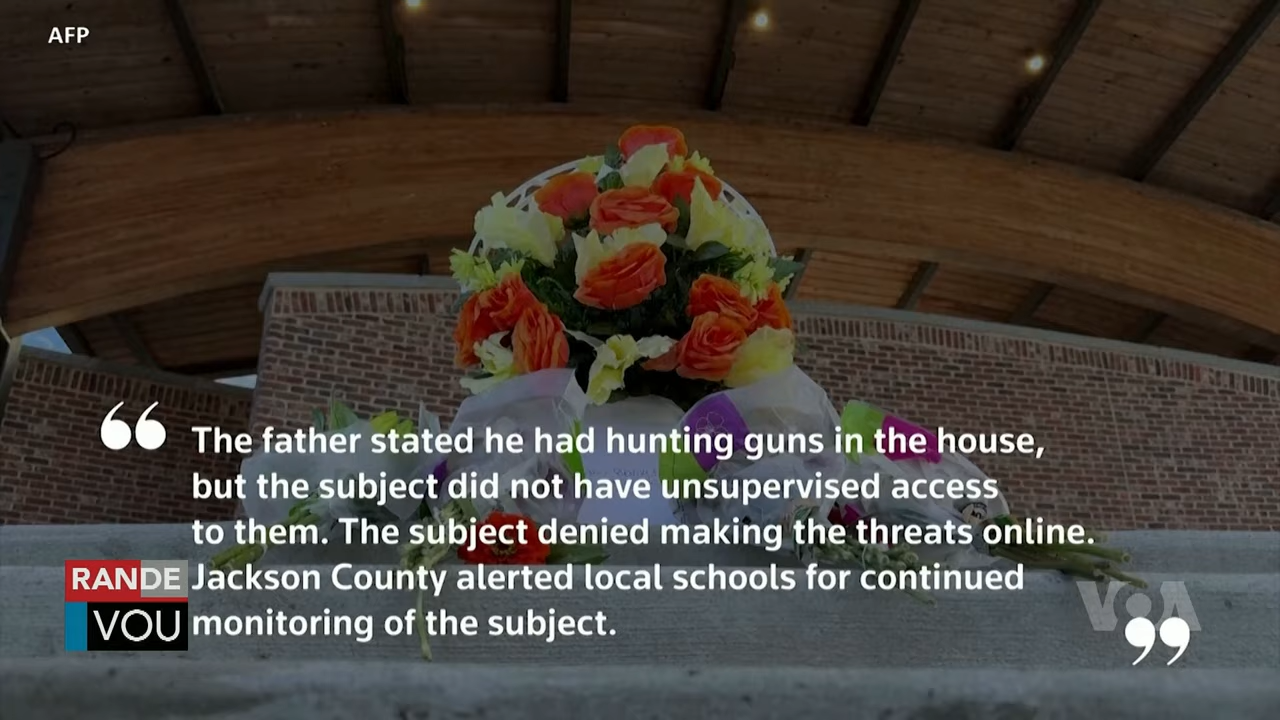 AFP
“
The father stated he had hunting guns in the house,
but the subject did not have unsupervised access
to them. The subject denied making the threats online.
Jackson County alerted local schools for continued
monitoring of the subject.
”
RANDE
VOU
VOA